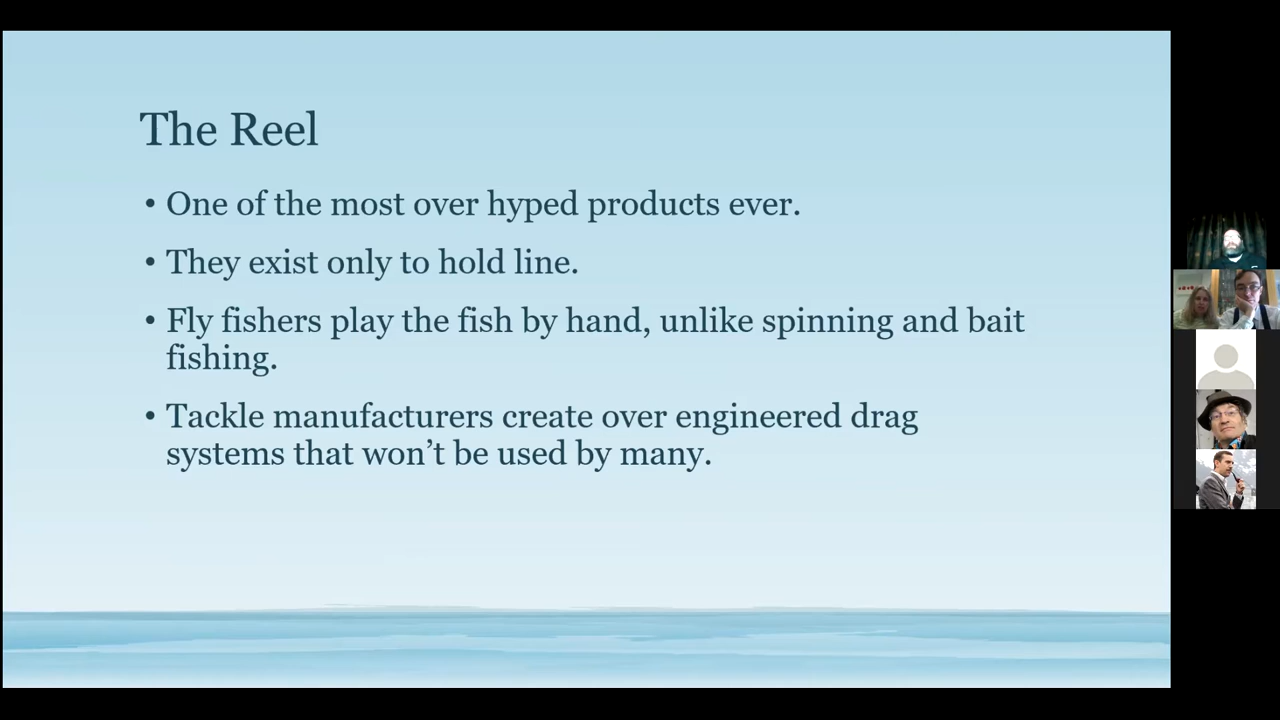 The Reel
• One of the most over hyped products ever.
• They exist only to hold line.
• Fly fishers play the fish by hand, unlike spinning and bait
fishing.
• Tackle manufacturers create over engineered drag
systems that won’t be used by many.